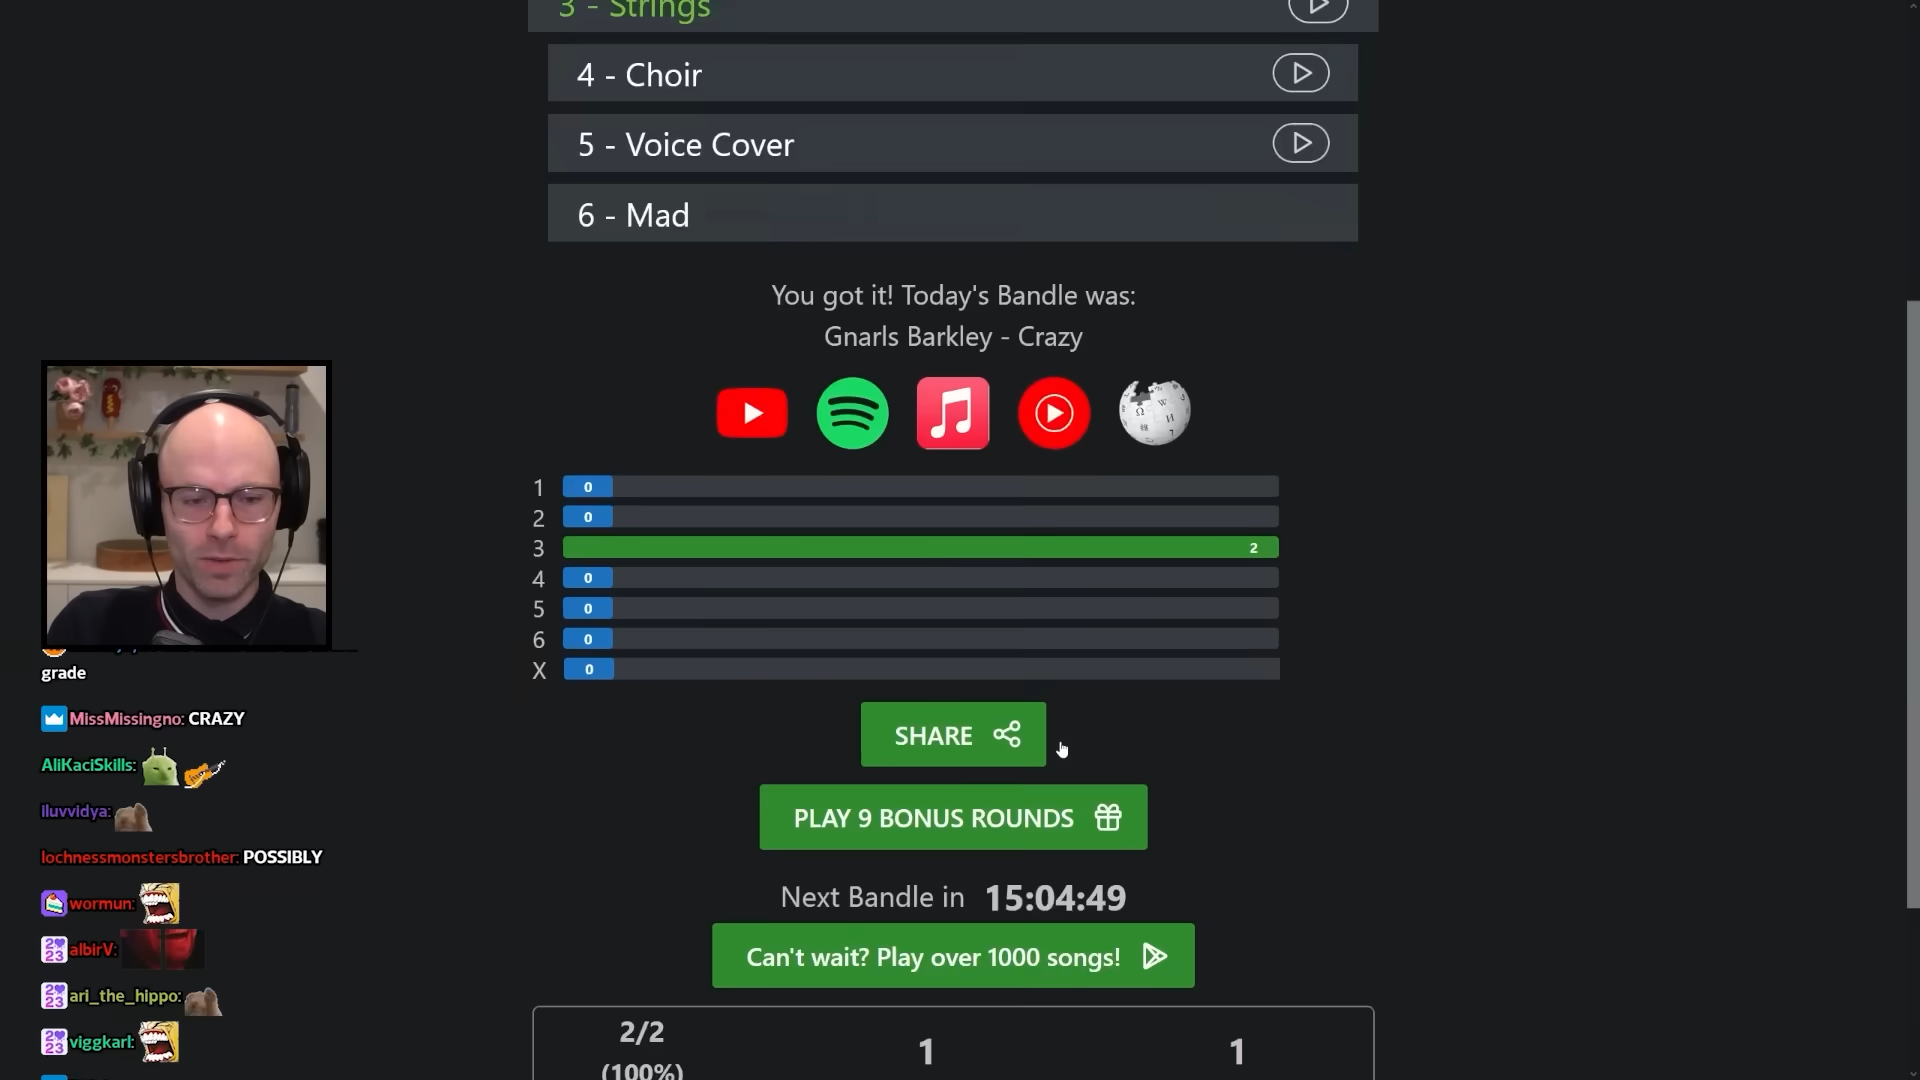 3 - Strings
4 - Choir
5 - Voice Cover
6 - Mad
You got it! Today's Bandle was:
Gnarls Barkley - Crazy
1 0
2 0
3 2
4 0
5 0
6 0
X 0
SHARE
PLAY 9 BONUS ROUNDS
Next Bandle in 15:04:49
Can't wait? Play over 1000 songs!
2/2
(100%)
1
1
grade
MissMissingno: CRAZY
AliKaciSkills:
iluvvidya:
lochnessmonstersbrother: POSSIBLY
wormun:
2023 albirV:
2023 ari_the_hippo:
2023 viggkarl: